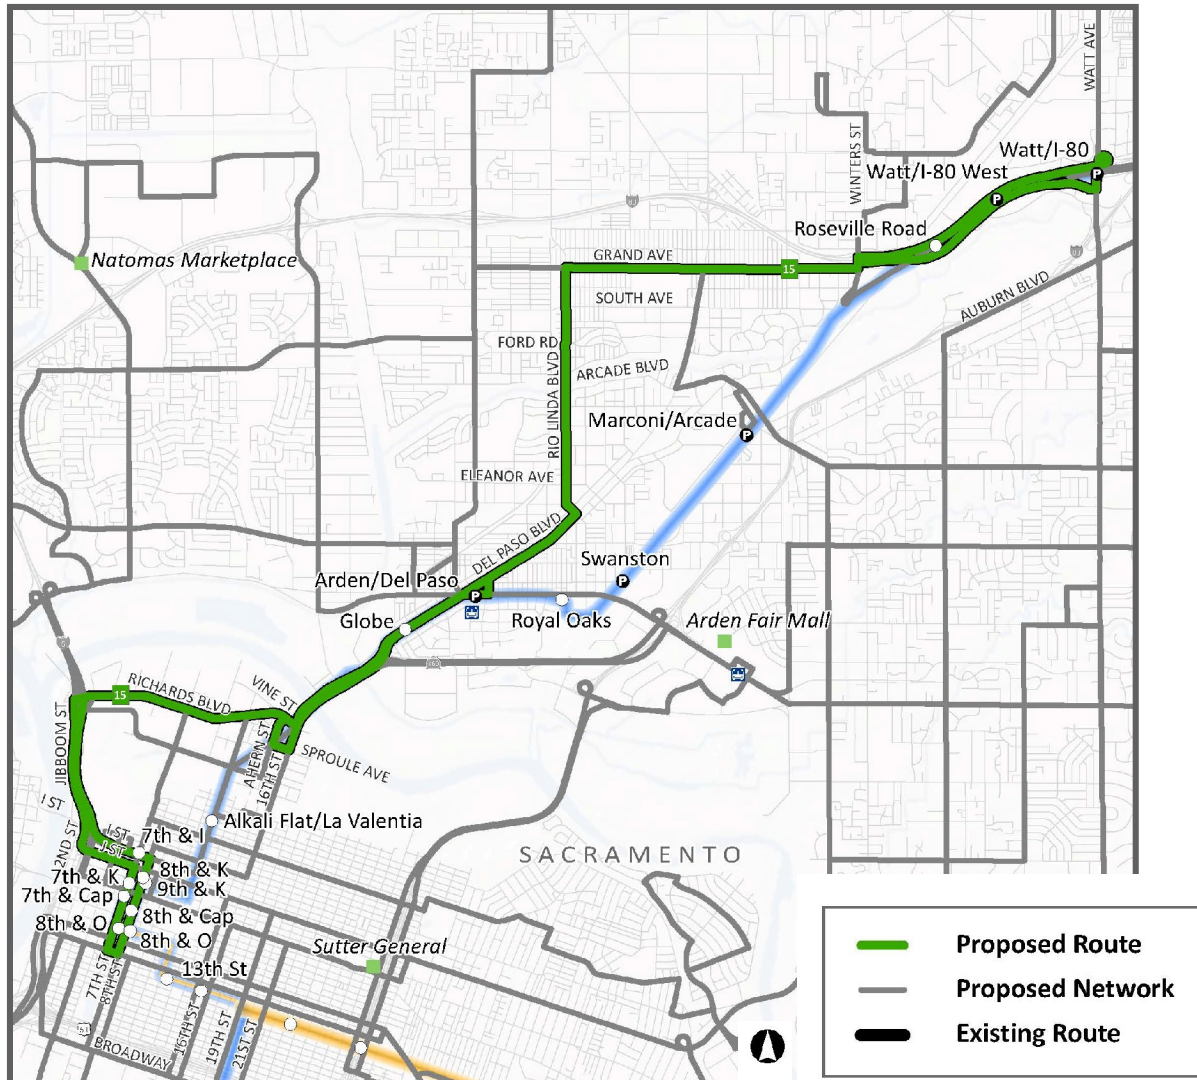 WATT AVE
Watt/I-80
WINTERS ST
Watt/I-80 West
Roseville Road
Natomas Marketplace
GRAND AVE
15
SOUTH AVE
AUBURN BLVD
FORD RD
RIO LINDA BLVD
ARCADE BLVD
Marconi/Arcade
ELEANOR AVE
DEL PASO BLVD
Swanston
Arden/Del Paso
Globe
Royal Oaks
Arden Fair Mall
160
RICHARDS BLVD
15
VINE ST
JIBBOOM ST
AHERN ST
16TH ST
SPROULE AVE
I ST
Alkali Flat/La Valentia
2ND ST
I ST
J ST
7th & I
SACRAMENTO
7th & K
8th & K
9th & K
7th & Cap
8th & Cap
8th & O
8th & O
Sutter General
13th St
7TH ST
8TH ST
16TH ST
19TH ST
21ST ST
BROADWAY
P
P
P
P
P
Proposed Route
Proposed Network
Existing Route